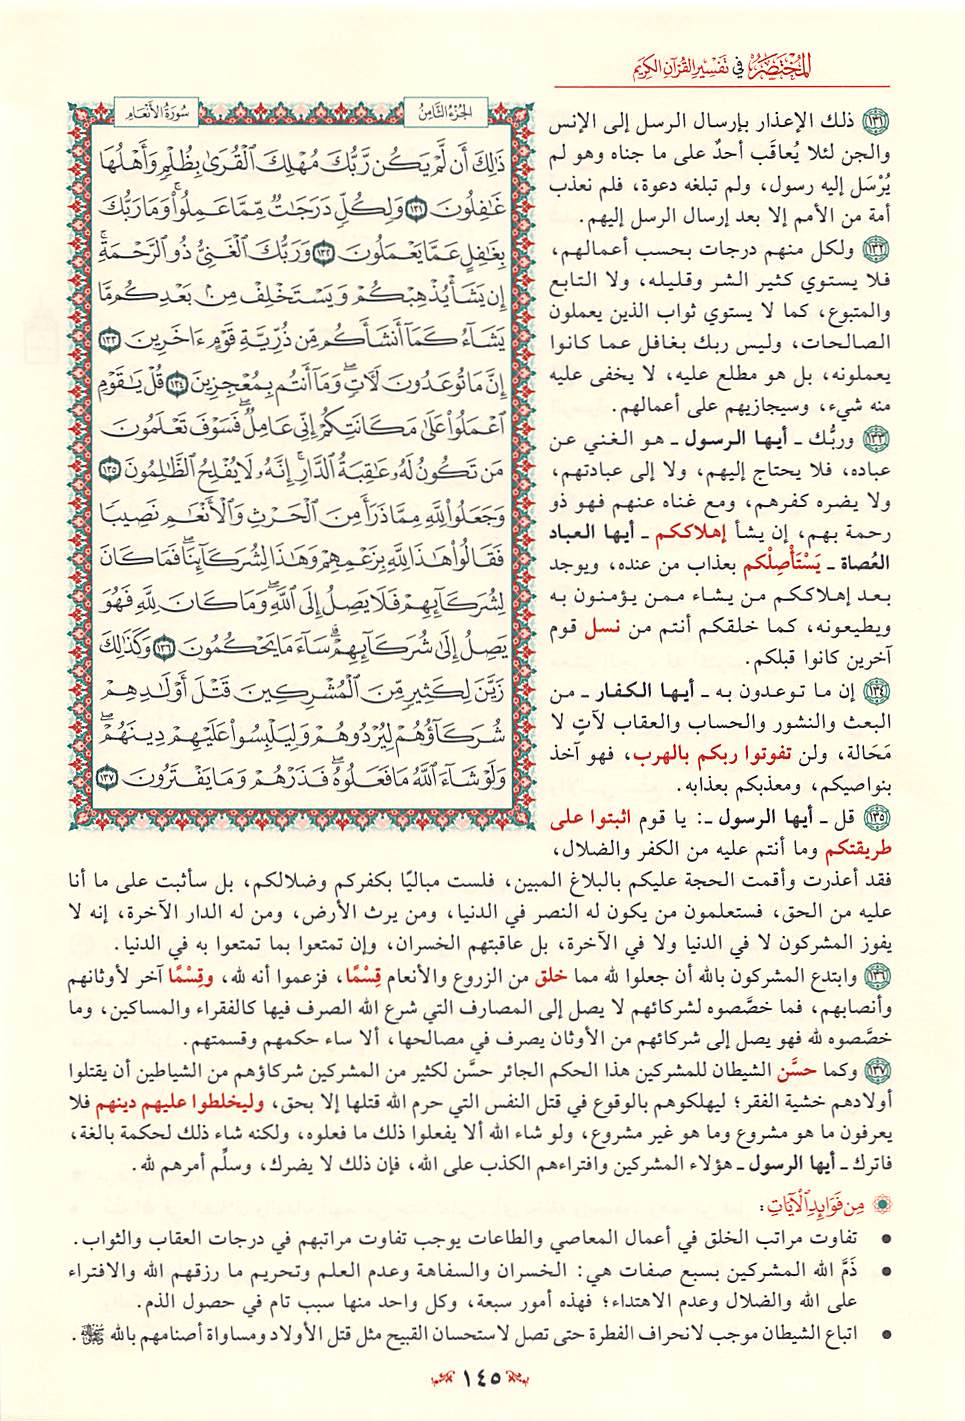 المختصر في تفسير القرآن الكريم
الجزء الثامن
سورة الأنعام
ذَٰلِكَ أَن لَّمْ يَكُن رَّبُّكَ مُهْلِكَ ٱلْقُرَىٰ بِظُلْمٍ وَأَهْلُهَا
غَٰفِلُونَ ١٣١ وَلِكُلٍّ دَرَجَٰتٌ مِّمَّا عَمِلُوا۟ۚ وَمَا رَبُّكَ
بِغَٰفِلٍ عَمَّا يَعْمَلُونَ ١٣٢ وَرَبُّكَ ٱلْغَنِىُّ ذُو ٱلرَّحْمَةِۚ
إِن يَشَأْ يُذْهِبْكُمْ وَيَسْتَخْلِفْ مِنۢ بَعْدِكُم مَّا
يَشَآءُ كَمَآ أَنشَأَكُم مِّن ذُرِّيَّةِ قَوْمٍ ءَاخَرِينَ ١٣٣
إِنَّ مَا تُوعَدُونَ لَءَاتٍۖ وَمَآ أَنتُم بِمُعْجِزِينَ ١٣٤ قُلْ يَٰقَوْمِ
ٱعْمَلُوا۟ عَلَىٰ مَكَانَتِكُمْ إِنِّى عَامِلٌۖ فَسَوْفَ تَعْلَمُونَ
مَن تَكُونُ لَهُۥ عَٰقِبَةُ ٱلدَّارِۚ إِنَّهُۥ لَا يُفْلِحُ ٱلظَّٰلِمُونَ ١٣٥
وَجَعَلُوا۟ لِلَّهِ مِمَّا ذَرَأَ مِنَ ٱلْحَرْثِ وَٱلْأَنْعَٰمِ نَصِيبًا
فَقَالُوا۟ هَٰذَا لِلَّهِ بِزَعْمِهِمْ وَهَٰذَا لِشُرَكَآئِنَاۖ فَمَا كَانَ
لِشُرَكَآئِهِمْ فَلَا يَصِلُ إِلَى ٱللَّهِۖ وَمَا كَانَ لِلَّهِ فَهُوَ
يَصِلُ إِلَىٰ شُرَكَآئِهِمْۗ سَآءَ مَا يَحْكُمُونَ ١٣٦ وَكَذَٰلِكَ
زَيَّنَ لِكَثِيرٍ مِّنَ ٱلْمُشْرِكِينَ قَتْلَ أَوْلَٰدِهِمْ
شُرَكَآؤُهُمْ لِيُرْدُوهُمْ وَلِيَلْبِسُوا۟ عَلَيْهِمْ دِينَهُمْۖ
وَلَوْ شَآءَ ٱللَّهُ مَا فَعَلُوهُۖ فَذَرْهُمْ وَمَا يَفْتَرُونَ ١٣٧
١٣١ ذلك الإعذار بإرسال الرسل إلى الإنس
والجن لئلا يُعاقَب أحدٌ على ما جناه وهو لم
يُرْسَل إليه رسول، ولم تبلغه دعوة، فلم نعذب
أمة من الأمم إلا بعد إرسال الرسل إليهم.
١٣٢ ولكل منهم درجات بحسب أعمالهم،
فلا يستوي كثير الشر وقليله، ولا التابع
والمتبوع، كما لا يستوي ثواب الذين يعملون
الصالحات، وليس ربك بغافل عما كانوا
يعملونه، بل هو مطلع عليه، لا يخفى عليه
منه شيء، وسيجازيهم على أعمالهم.
١٣٣ وربُّك ـ أيها الرسول ـ هو الغني عن
عباده، فلا يحتاج إليهم، ولا إلى عبادتهم،
ولا يضره كفرهم، ومع غناه عنهم فهو ذو
رحمة بهم، إن يشأ إهلاككم ـ أيها العباد
العُصاة ـ يَسْتَأْصِلْكم بعذاب من عنده، ويوجد
بعد إهلاككم من يشاء ممن يؤمنون به
ويطيعونه، كما خلقكم أنتم من نسل قوم
آخرين كانوا قبلكم.
١٣٤ إن ما توعدون به ـ أيها الكفار ـ من
البعث والنشور والحساب والعقاب لآتٍ لا
مَحَالة، ولن تفوتوا ربكم بالهرب، فهو آخذ
بنواصيكم، ومعذبكم بعذابه.
١٣٥ قل ـ أيها الرسول ـ: يا قوم اثبتوا على
طريقتكم وما أنتم عليه من الكفر والضلال،
فقد أعذرت وأقمت الحجة عليكم بالبلاغ المبين، فلست مباليًا بكفركم وضلالكم، بل سأثبت على ما أنا
عليه من الحق، فستعلمون من يكون له النصر في الدنيا، ومن يرث الأرض، ومن له الدار الآخرة، إنه لا
يفوز المشركون لا في الدنيا ولا في الآخرة، بل عاقبتهم الخسران، وإن تمتعوا بما تمتعوا به في الدنيا.
١٣٦ وابتدع المشركون بالله أن جعلوا لله مما خلق من الزروع والأنعام قِسْمًا، فزعموا أنه لله، وقِسْمًا آخر لأوثانهم
وأنصابهم، فما خصَّصوه لشركائهم لا يصل إلى المصارف التي شرع الله الصرف فيها كالفقراء والمساكين، وما
خصَّصوه لله فهو يصل إلى شركائهم من الأوثان يصرف في مصالحها، ألا ساء حكمهم وقسمتهم.
١٣٧ وكما حسَّن الشيطان للمشركين هذا الحكم الجائر حسَّن لكثير من المشركين شركاؤهم من الشياطين أن يقتلوا
أولادهم خشية الفقر؛ ليهلكوهم بالوقوع في قتل النفس التي حرم الله قتلها إلا بحق، وليخلطوا عليهم دينهم فلا
يعرفون ما هو مشروع وما هو غير مشروع، ولو شاء الله ألا يفعلوا ذلك ما فعلوه، ولكنه شاء ذلك لحكمة بالغة،
فاترك ـ أيها الرسول ـ هؤلاء المشركين وافتراءهم الكذب على الله، فإن ذلك لا يضرك، وسلِّم أمرهم لله.
مِن فَوَائِدِ ٱلْآيَاتِ:
• تفاوت مراتب الخلق في أعمال المعاصي والطاعات يوجب تفاوت مراتبهم في درجات العقاب والثواب.
• ذَمَّ الله المشركين بسبع صفات هي: الخسران والسفاهة وعدم العلم وتحريم ما رزقهم الله والافتراء
على الله والضلال وعدم الاهتداء؛ فهذه أمور سبعة، وكل واحد منها سبب تام في حصول الذم.
• اتباع الشيطان موجب لانحراف الفطرة حتى تصل لاستحسان القبيح مثل قتل الأولاد ومساواة أصنامهم بالله ﷻ.
١٤٥